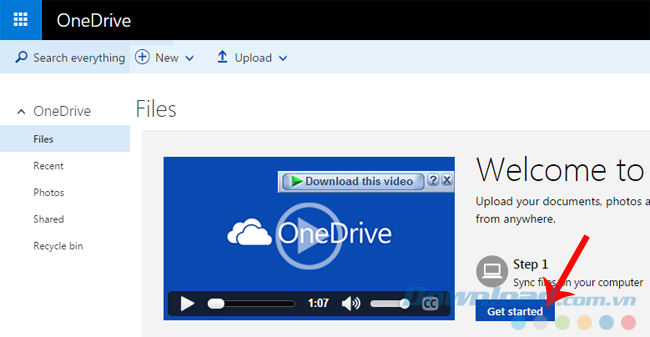 OneDrive
Search everything
New
Upload
OneDrive
Files
Recent
Photos
Shared
Recycle bin
Files
Download this video ? X
OneDrive
1:07
CC
Welcome to
Upload your documents, photos a
from anywhere.
Step 1
Sync files on your computer
Download.com.vn
Get started